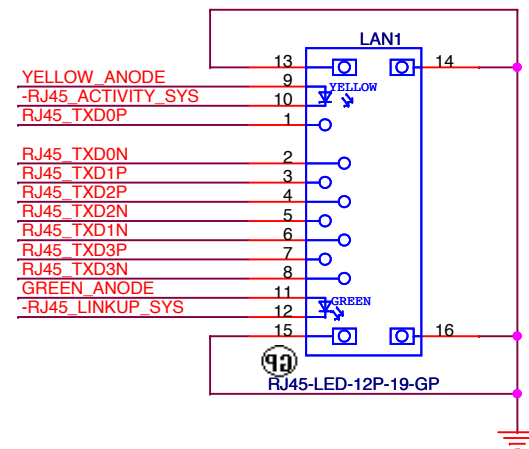 LAN1
13
14
YELLOW_ANODE
9
YELLOW
-RJ45_ACTIVITY_SYS
10
RJ45_TXD0P
1
RJ45_TXD0N
2
RJ45_TXD1P
3
RJ45_TXD2P
4
RJ45_TXD2N
5
RJ45_TXD1N
6
RJ45_TXD3P
7
RJ45_TXD3N
8
GREEN_ANODE
11
GREEN
-RJ45_LINKUP_SYS
12
15
16
GP
RJ45-LED-12P-19-GP